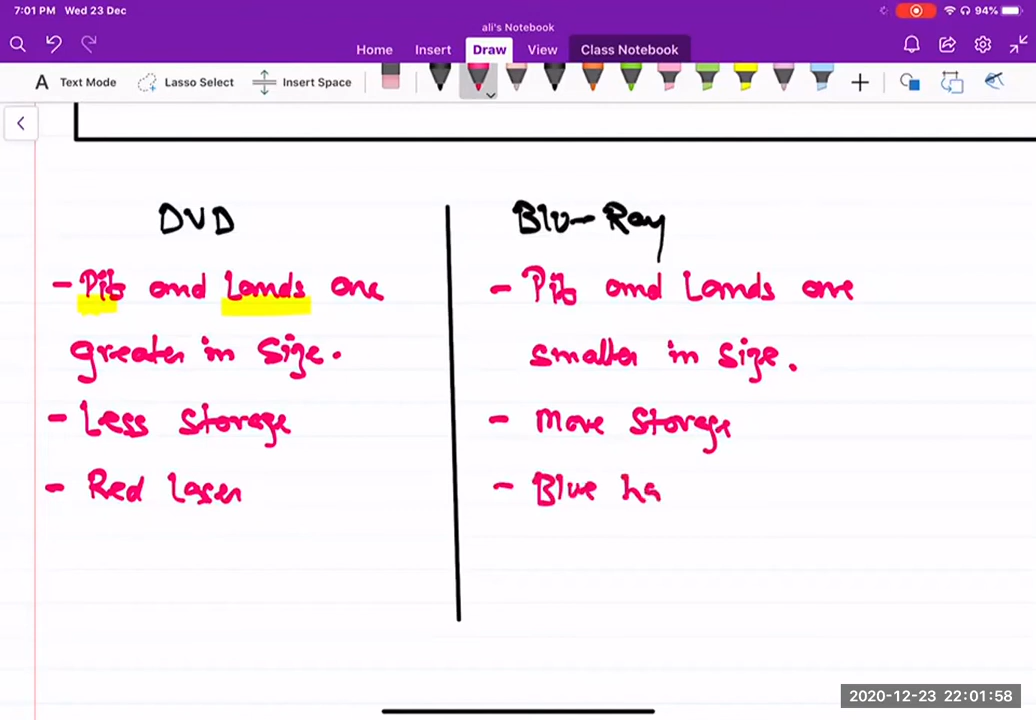 7:01 PM Wed 23 Dec
94%
ali's Notebook
Home Insert Draw View Class Notebook
A Text Mode Lasso Select Insert Space
DVD
- Pits and Lands are
greater in size.
- Less storage
- Red Laser
Blu-Ray
- Pits and Lands are
smaller in size.
- More storage
- Blue La
2020-12-23 22:01:58